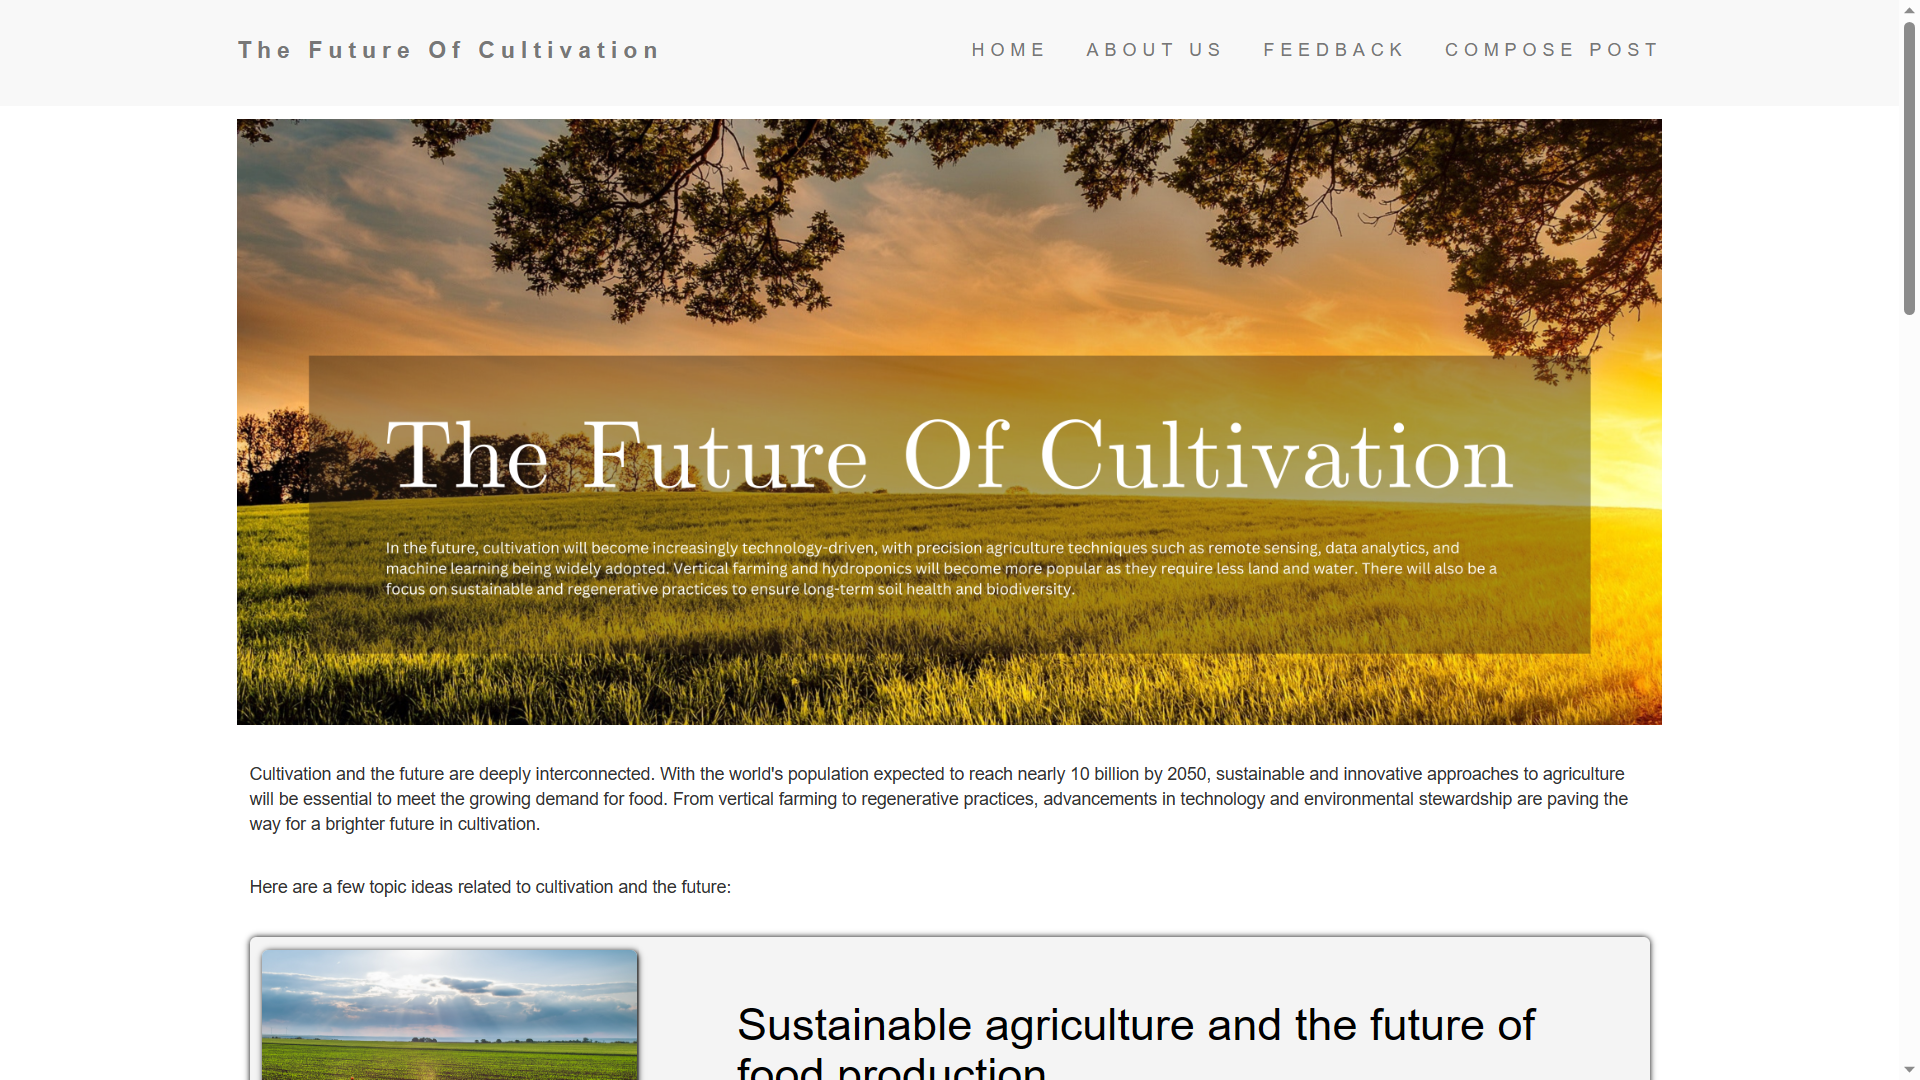 The Future Of Cultivation
HOME ABOUT US FEEDBACK COMPOSE POST
The Future Of Cultivation
In the future, cultivation will become increasingly technology-driven, with precision agriculture techniques such as remote sensing, data analytics, and
machine learning being widely adopted. Vertical farming and hydroponics will become more popular as they require less land and water. There will also be a
focus on sustainable and regenerative practices to ensure long-term soil health and biodiversity.
Cultivation and the future are deeply interconnected. With the world's population expected to reach nearly 10 billion by 2050, sustainable and innovative approaches to agriculture
will be essential to meet the growing demand for food. From vertical farming to regenerative practices, advancements in technology and environmental stewardship are paving the
way for a brighter future in cultivation.
Here are a few topic ideas related to cultivation and the future:
Sustainable agriculture and the future of
food production